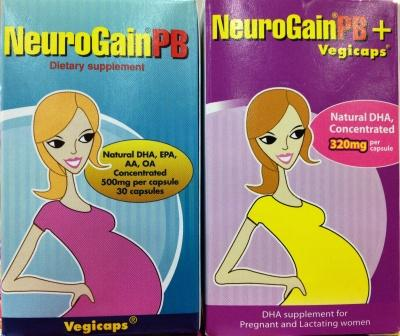 NeuroGainPB
Dietary supplement
Natural DHA, EPA,
AA, OA
Concentrated
500mg per capsule
30 capsules
Vegicaps®
NeuroGainPB +
Vegicaps®
Natural DHA,
Concentrated
320mg per capsule
DHA supplement for
Pregnant and Lactating women